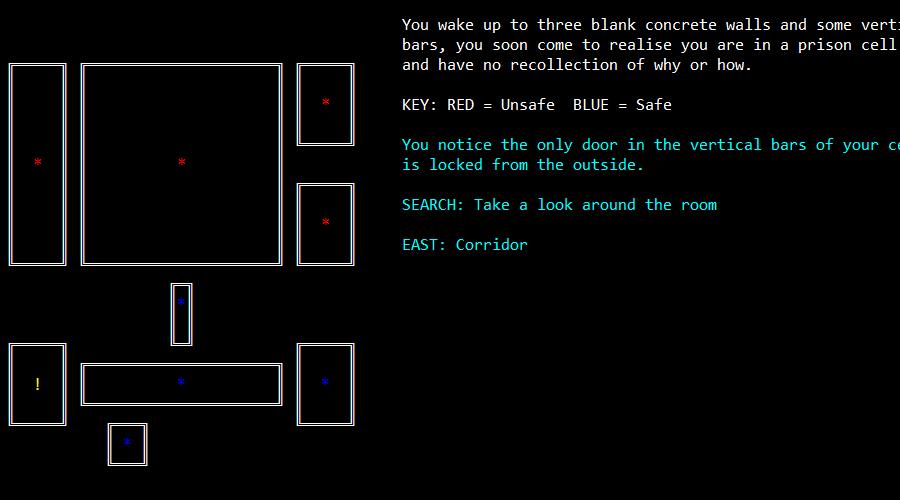 You wake up to three blank concrete walls and some
bars, you soon come to realise you are in a prison cell
and have no recollection of why or how.
KEY: RED = Unsafe  BLUE = Safe
You notice the only door in the vertical bars of your
is locked from the outside.
SEARCH: Take a look around the room
EAST: Corridor
*
*
*
*
*
!
*
*
*